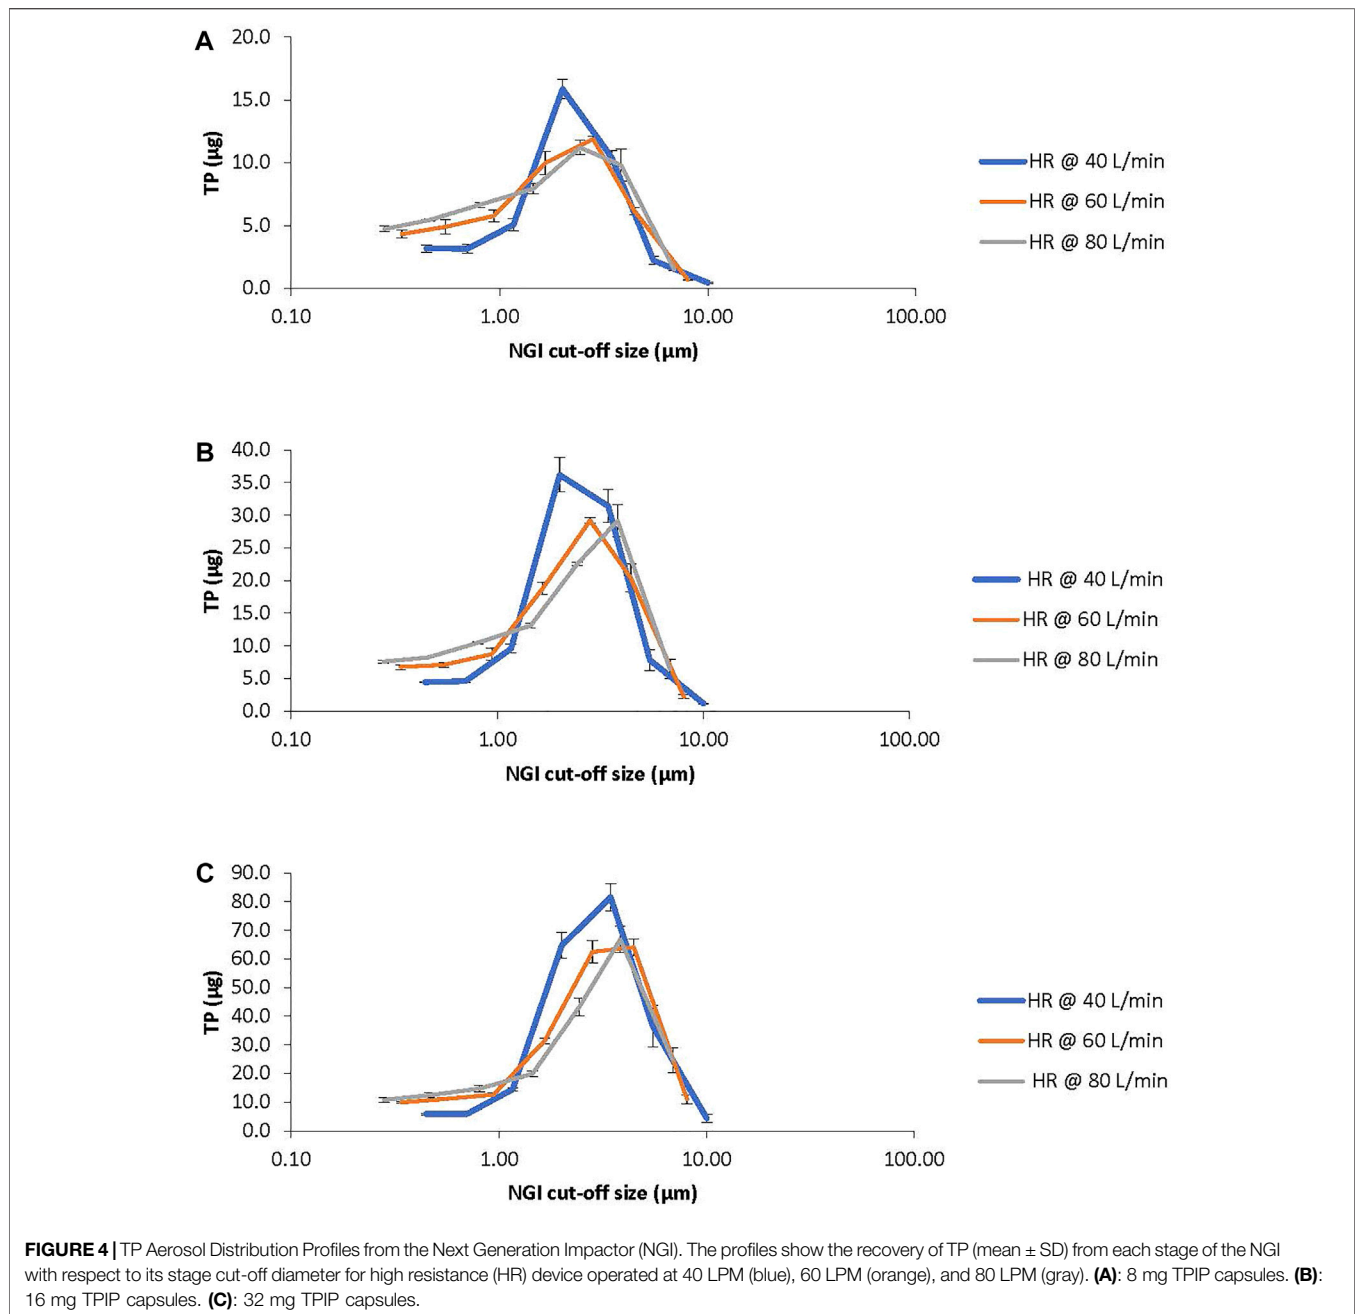 A
20.0
15.0
10.0
5.0
0.0
TP (µg)
0.10 1.00 10.00 100.00
NGI cut-off size (µm)
HR @ 40 L/min
HR @ 60 L/min
HR @ 80 L/min
B
40.0
35.0
30.0
25.0
20.0
15.0
10.0
5.0
0.0
TP (µg)
0.10 1.00 10.00 100.00
NGI cut-off size (µm)
HR @ 40 L/min
HR @ 60 L/min
HR @ 80 L/min
C
90.0
80.0
70.0
60.0
50.0
40.0
30.0
20.0
10.0
0.0
TP (µg)
0.10 1.00 10.00 100.00
NGI cut-off size (µm)
HR @ 40 L/min
HR @ 60 L/min
HR @ 80 L/min
FIGURE 4 | TP Aerosol Distribution Profiles from the Next Generation Impactor (NGI). The profiles show the recovery of TP (mean ± SD) from each stage of the NGI
with respect to its stage cut-off diameter for high resistance (HR) device operated at 40 LPM (blue), 60 LPM (orange), and 80 LPM (gray). (A): 8 mg TPIP capsules. (B):
16 mg TPIP capsules. (C): 32 mg TPIP capsules.